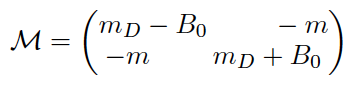 ℳ = ( m_D − B_0   − m
−m   m_D + B_0 )